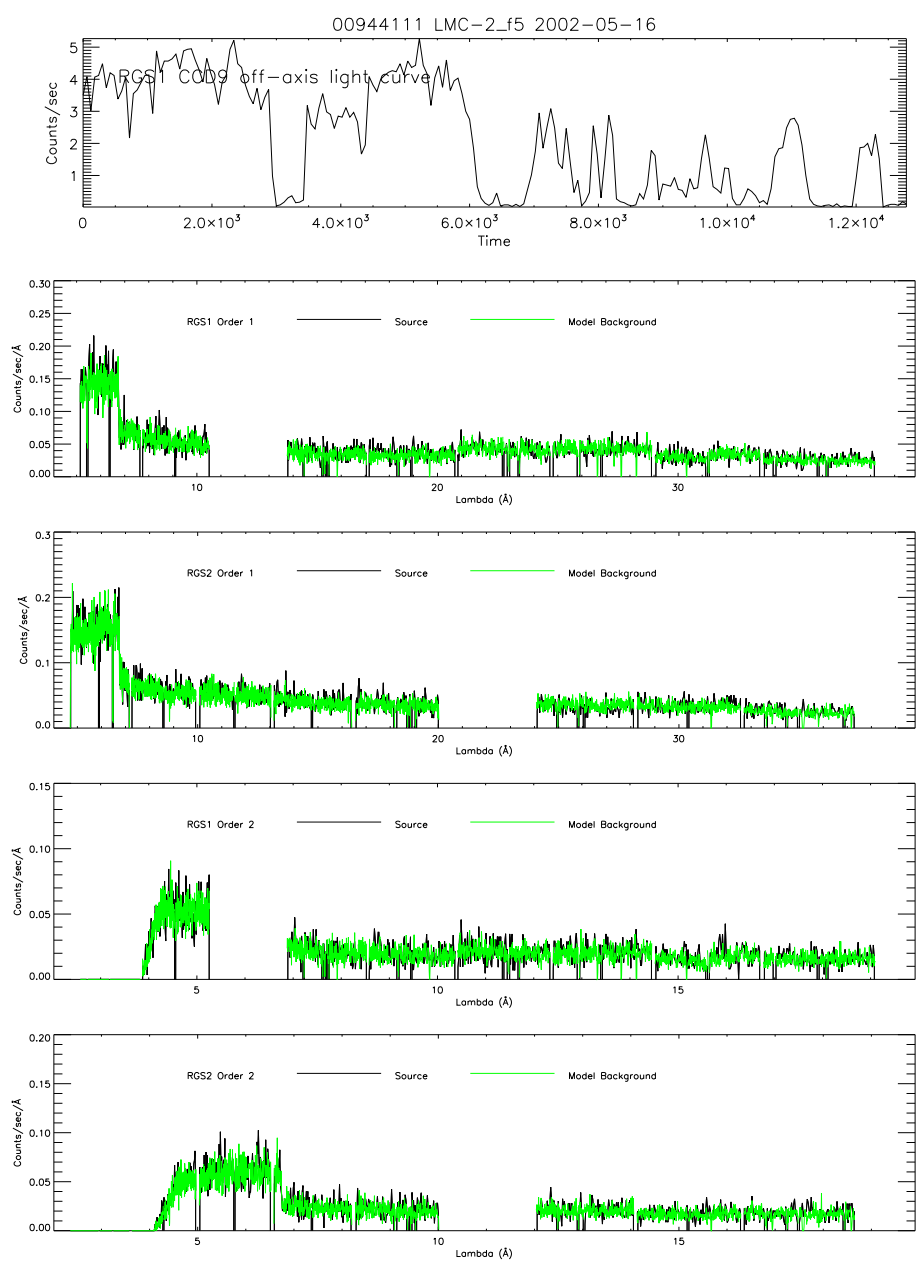 00944111 LMC-2_f5 2002-05-16
RGS1 CCD9 off-axis light curve
Counts/sec
5
4
3
2
1
0 2.0×10³ 4.0×10³ 6.0×10³ 8.0×10³ 1.0×10⁴ 1.2×10⁴
Time
RGS1 Order 1 Source Model Background
Counts/sec/Å
0.30
0.25
0.20
0.15
0.10
0.05
0.00
10 20 30
Lambda (Å)
RGS2 Order 1 Source Model Background
Counts/sec/Å
0.3
0.2
0.1
0.0
10 20 30
Lambda (Å)
RGS1 Order 2 Source Model Background
Counts/sec/Å
0.15
0.10
0.05
0.00
5 10 15
Lambda (Å)
RGS2 Order 2 Source Model Background
Counts/sec/Å
0.20
0.15
0.10
0.05
0.00
5 10 15
Lambda (Å)